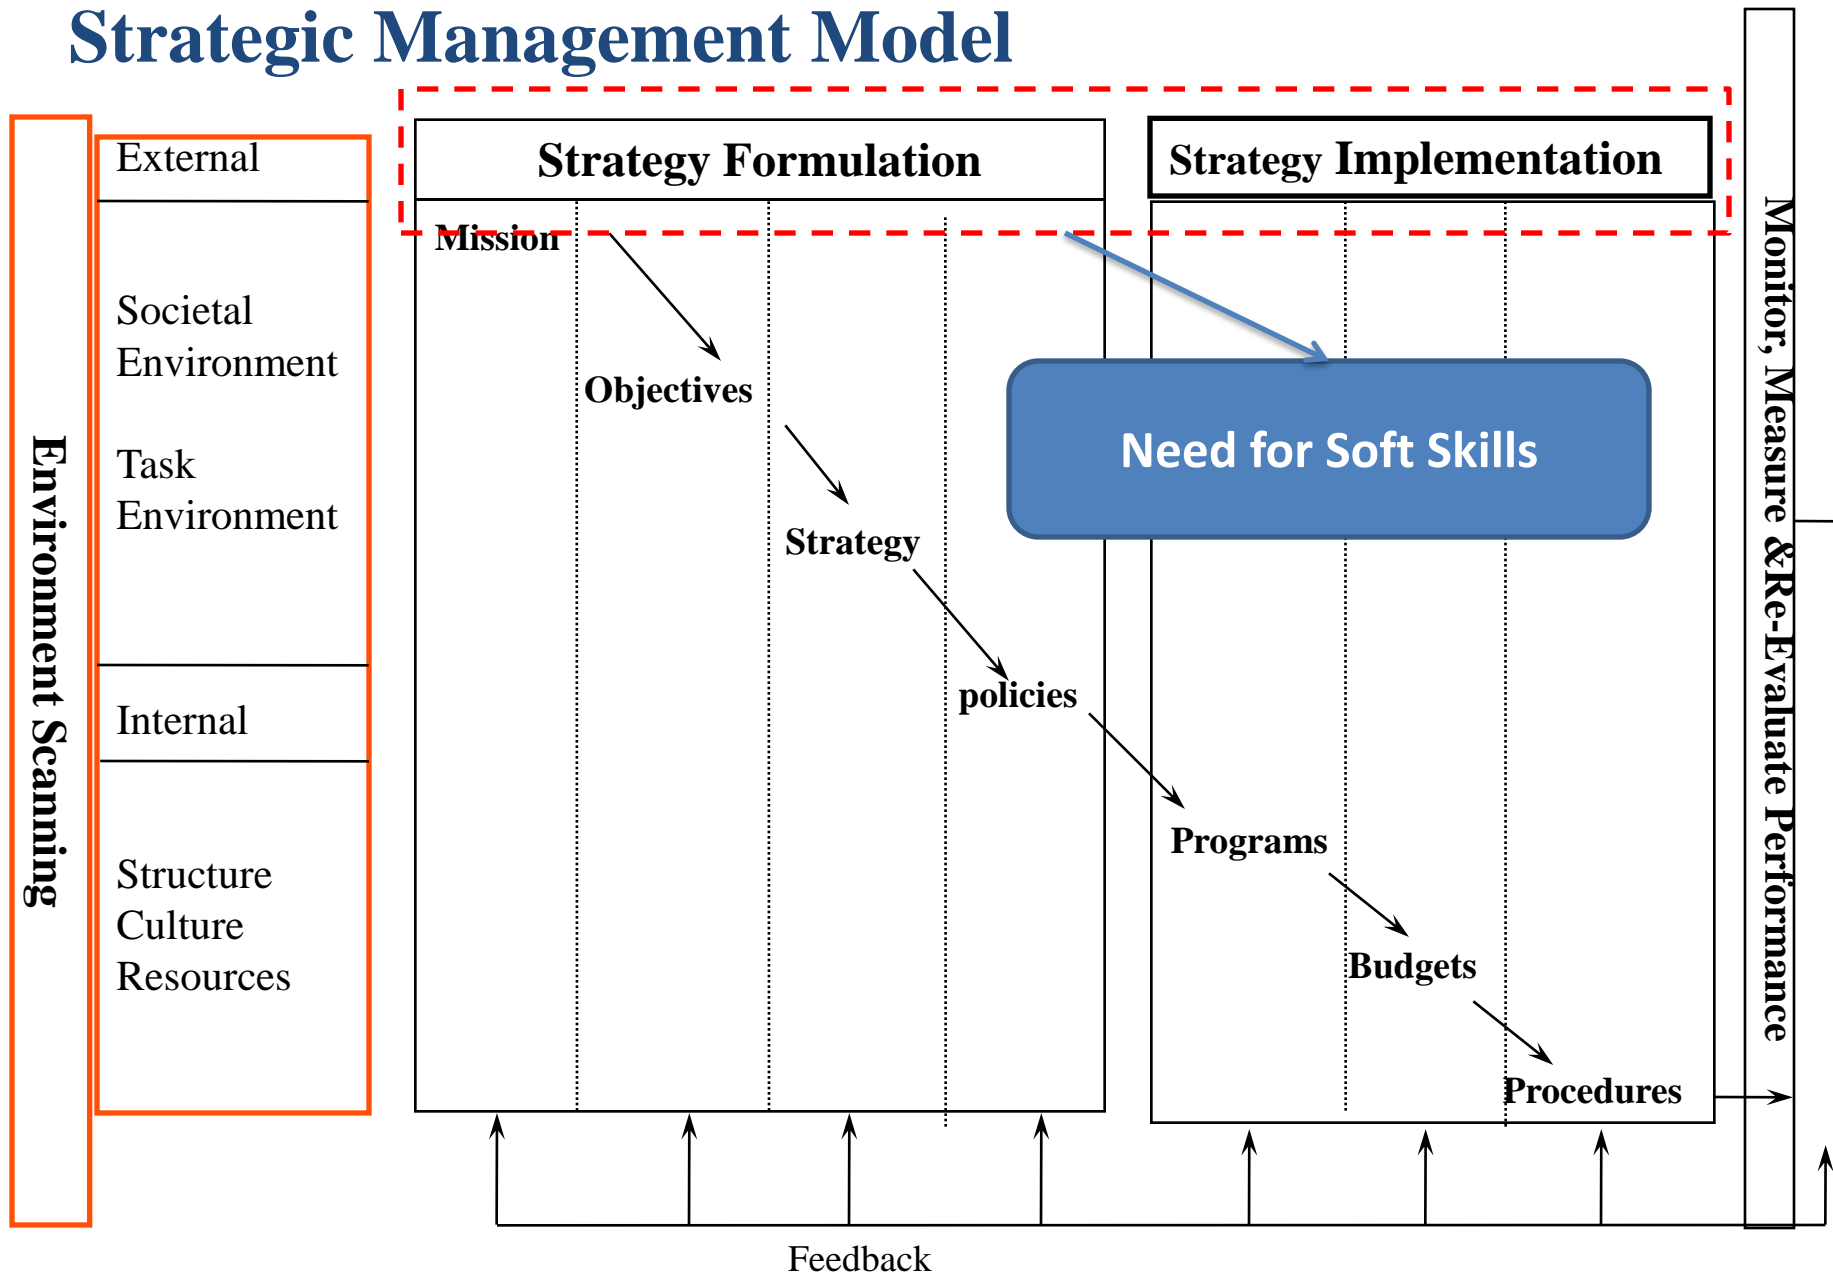 Strategic Management Model
Environment Scanning
External
Societal
Environment
Task
Environment
Internal
Structure
Culture
Resources
Strategy Formulation
Mission
Objectives
Strategy
policies
Strategy Implementation
Need for Soft Skills
Programs
Budgets
Procedures
Monitor, Measure &Re-Evaluate Performance
Feedback